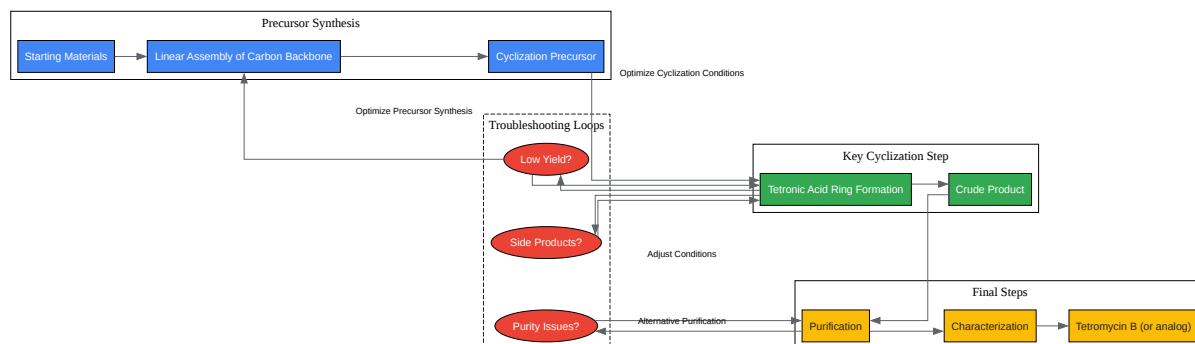 Precursor Synthesis
Starting Materials
Linear Assembly of Carbon Backbone
Cyclization Precursor
Optimize Cyclization Conditions
Optimize Precursor Synthesis
Troubleshooting Loops
Low Yield?
Key Cyclization Step
Tetronic Acid Ring Formation
Crude Product
Side Products?
Adjust Conditions
Final Steps
Purity Issues?
Alternative Purification
Purification
Characterization
Tetromycin B (or analog)